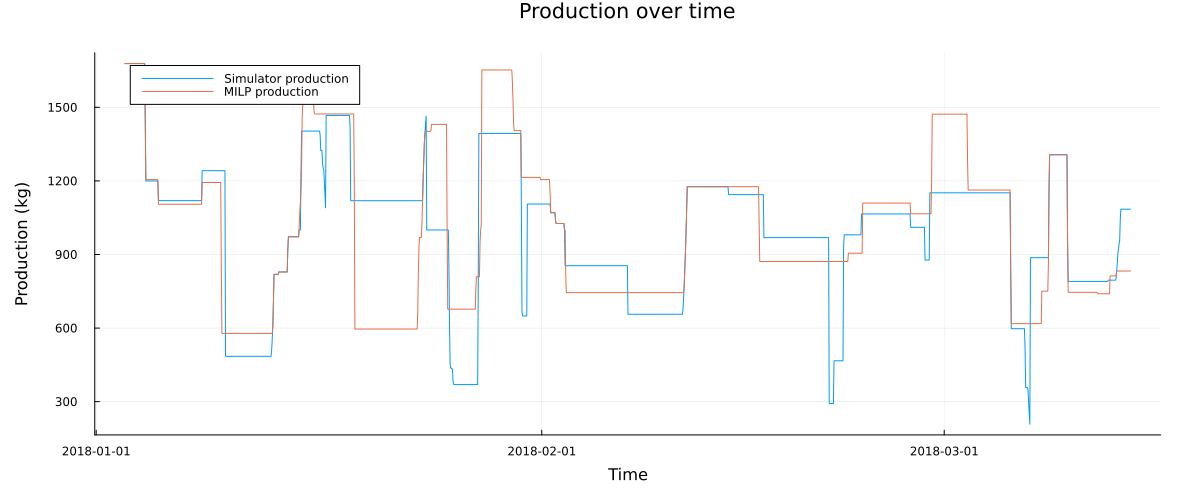 Production over time
Simulator production
MILP production
Production (kg)
1500
1200
900
600
300
2018-01-01
2018-02-01
2018-03-01
Time